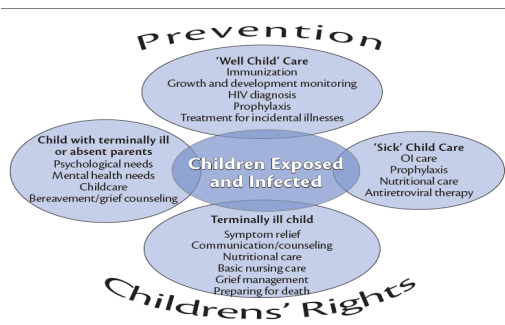 Prevention
'Well Child' Care
Immunization
Growth and development monitoring
HIV diagnosis
Prophylaxis
Treatment for incidental illnesses
Child with terminally ill
or absent parents
Psychological needs
Mental health needs
Childcare
Bereavement/grief counseling
Children Exposed
and Infected
'Sick' Child Care
OI care
Prophylaxis
Nutritional care
Antiretroviral therapy
Terminally ill child
Symptom relief
Communication/counseling
Nutritional care
Basic nursing care
Grief management
Preparing for death
Childrens' Rights